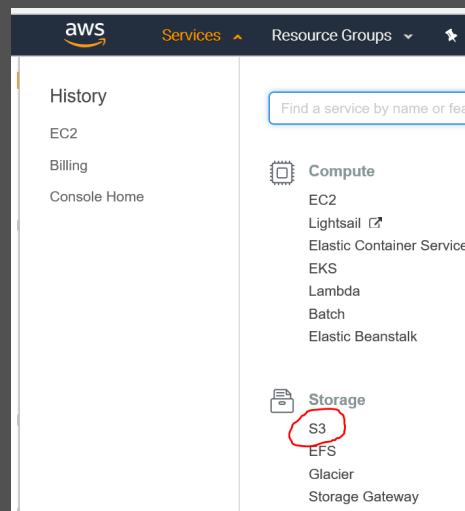 aws Services Resource Groups
History
EC2
Billing
Console Home
Find a service by name or fea
Compute
EC2
Lightsail
Elastic Container Service
EKS
Lambda
Batch
Elastic Beanstalk
Storage
S3
EFS
Glacier
Storage Gateway